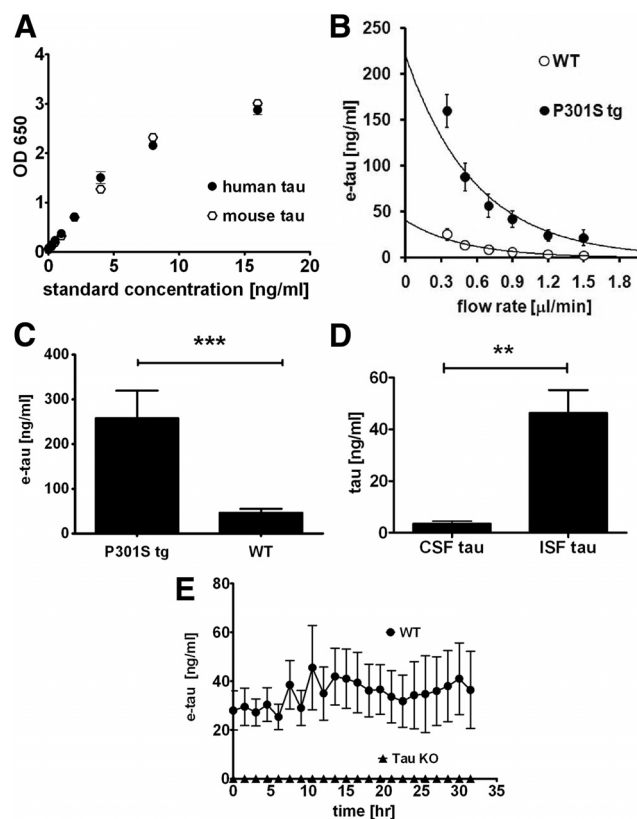 A
OD 650
4
3
2
1
0
0 5 10 15 20
standard concentration [ng/ml]
human tau
mouse tau
B
e-tau [ng/ml]
250
200
150
100
50
0
0 0.3 0.6 0.9 1.2 1.5 1.8
flow rate [µl/min]
WT
P301S tg
C
e-tau [ng/ml]
400
300
200
100
0
***
P301S tg WT
D
tau [ng/ml]
60
40
20
0
**
CSF tau ISF tau
E
e-tau [ng/ml]
80
60
40
20
0
WT
Tau KO
0 5 10 15 20 25 30 35
time [hr]